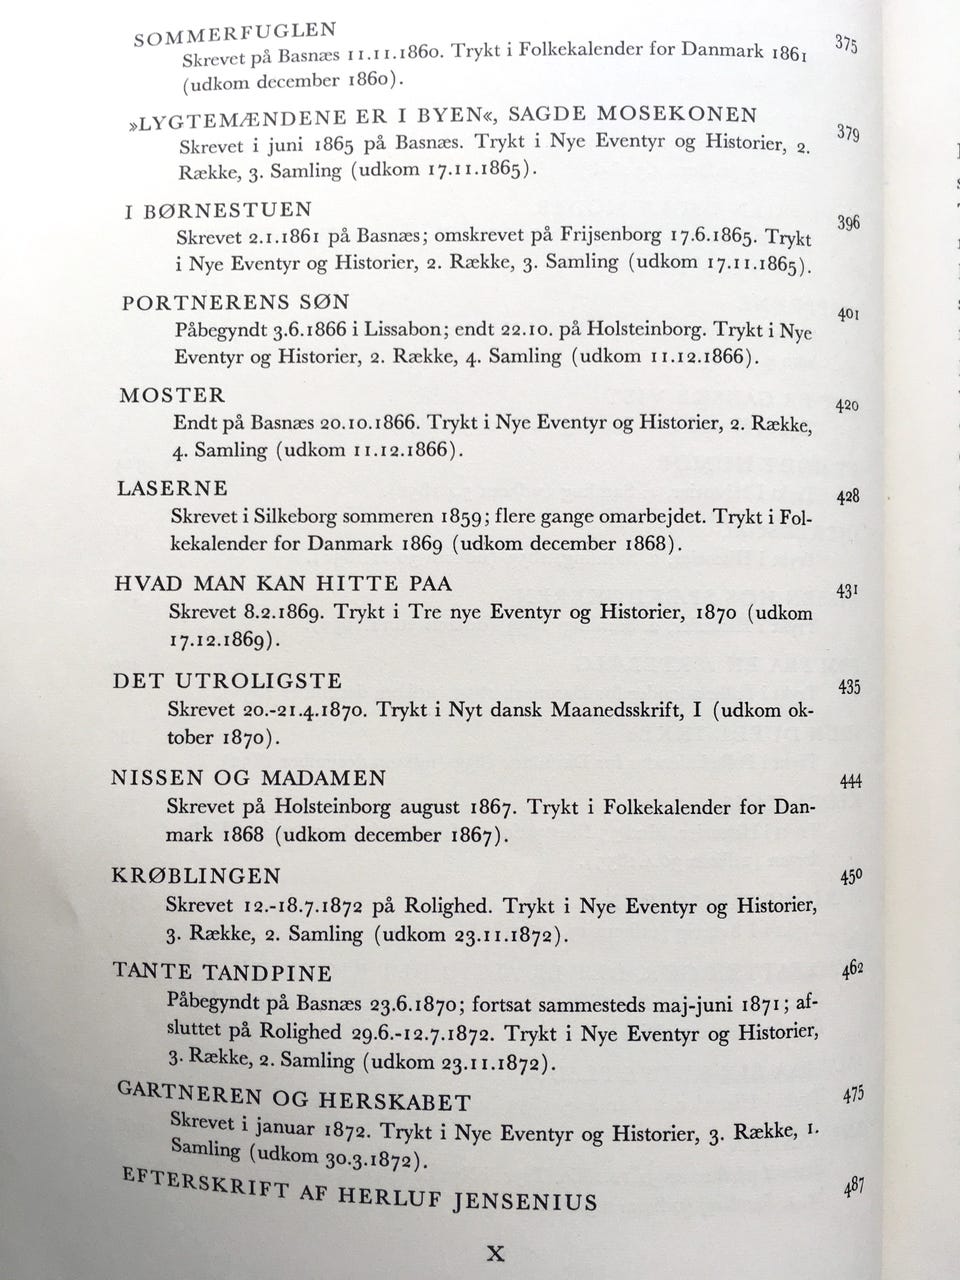 SOMMERFUGLEN 375
Skrevet på Basnæs 11.11.1860. Trykt i Folkekalender for Danmark 1861
(udkom december 1860).
»LYGTEMÆNDENE ER I BYEN«, SAGDE MOSEKONEN 379
Skrevet i juni 1865 på Basnæs. Trykt i Nye Eventyr og Historier, 2.
Række, 3. Samling (udkom 17.11.1865).
I BØRNESTUEN 396
Skrevet 2.1.1861 på Basnæs; omskrevet på Frijsenborg 17.6.1865. Trykt
i Nye Eventyr og Historier, 2. Række, 3. Samling (udkom 17.11.1865).
PORTNERENS SØN 401
Påbegyndt 3.6.1866 i Lissabon; endt 22.10. på Holsteinborg. Trykt i Nye
Eventyr og Historier, 2. Række, 4. Samling (udkom 11.12.1866).
MOSTER 420
Endt på Basnæs 20.10.1866. Trykt i Nye Eventyr og Historier, 2. Række,
4. Samling (udkom 11.12.1866).
LASERNE 428
Skrevet i Silkeborg sommeren 1859; flere gange omarbejdet. Trykt i Fol-
kekalender for Danmark 1869 (udkom december 1868).
HVAD MAN KAN HITTE PAA 431
Skrevet 8.2.1869. Trykt i Tre nye Eventyr og Historier, 1870 (udkom
17.12.1869).
DET UTROLIGSTE 435
Skrevet 20.-21.4.1870. Trykt i Nyt dansk Maanedsskrift, I (udkom ok-
tober 1870).
NISSEN OG MADAMEN 444
Skrevet på Holsteinborg august 1867. Trykt i Folkekalender for Dan-
mark 1868 (udkom december 1867).
KRØBLINGEN 450
Skrevet 12.-18.7.1872 på Rolighed. Trykt i Nye Eventyr og Historier,
3. Række, 2. Samling (udkom 23.11.1872).
TANTE TANDPINE 462
Påbegyndt på Basnæs 23.6.1870; fortsat sammesteds maj-juni 1871; af-
sluttet på Rolighed 29.6.-12.7.1872. Trykt i Nye Eventyr og Historier,
3. Række, 2. Samling (udkom 23.11.1872).
GARTNEREN OG HERSKABET 475
Skrevet i januar 1872. Trykt i Nye Eventyr og Historier, 3. Række, 1.
Samling (udkom 30.3.1872).
EFTERSKRIFT AF HERLUF JENSENIUS 487
X